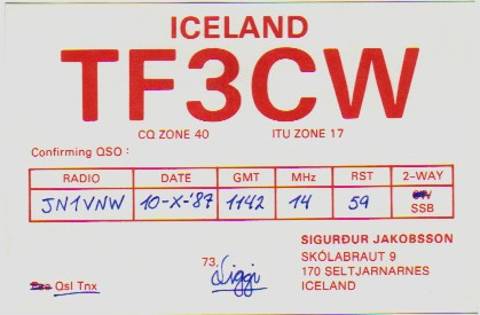 ICELAND
TF3CW
CQ ZONE 40 ITU ZONE 17
Confirming QSO :
RADIO DATE GMT MHz RST 2-WAY
JN1VNW 10-X-'87 1142 14 59 SSB
73,
Siggi
Qsl Tnx
SIGURÐUR JAKOBSSON
SKÓLABRAUT 9
170 SELTJARNARNES
ICELAND